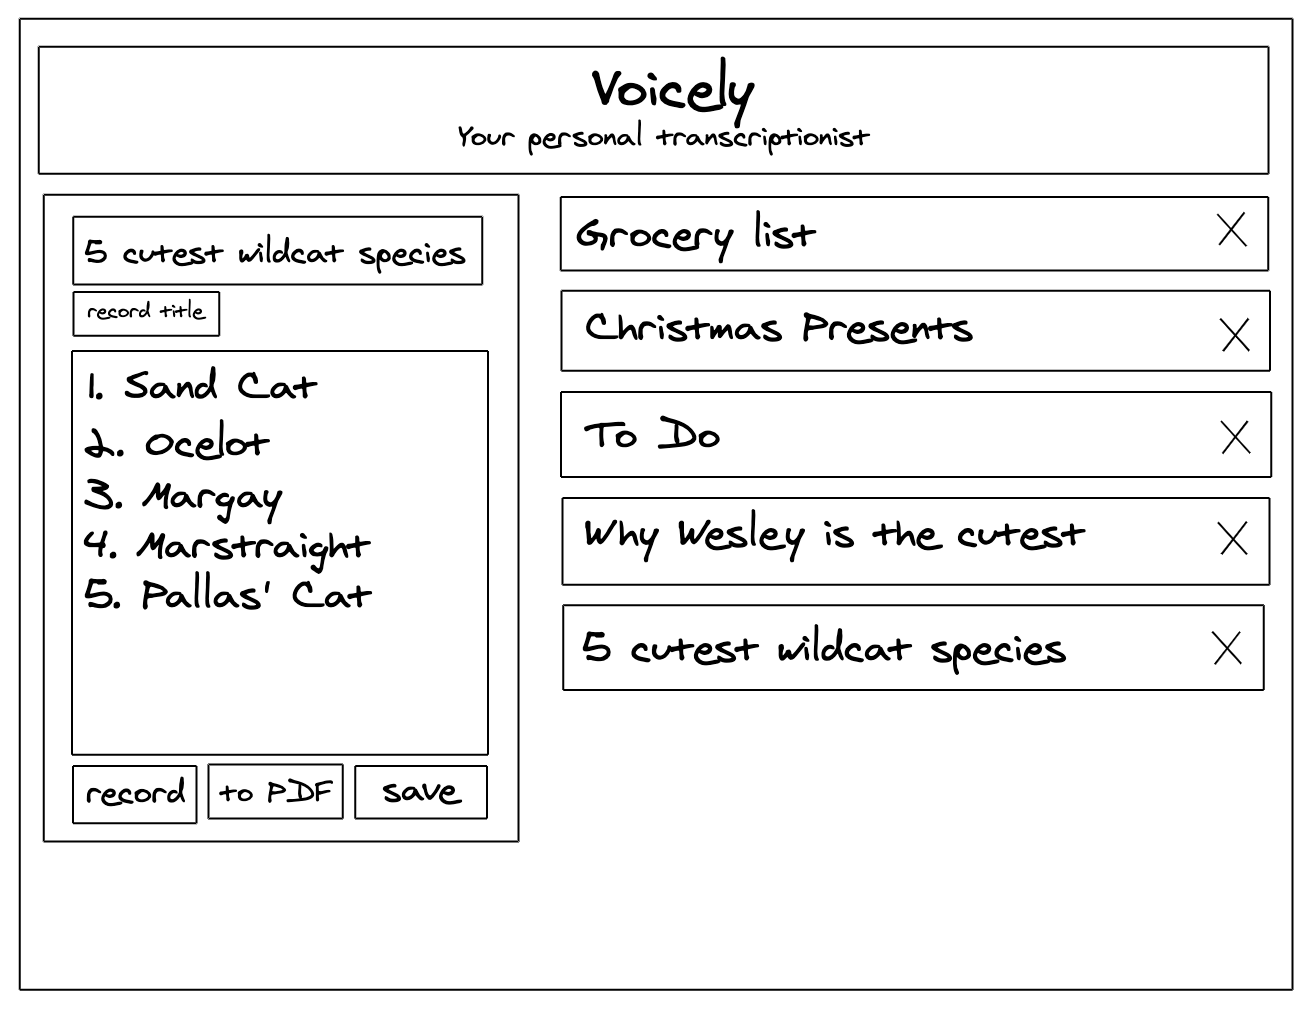 Voicely
Your personal transcriptionist
5 cutest wildcat species
record title
1. Sand Cat
2. Ocelot
3. Margay
4. Marstraight
5. Pallas' Cat
record
to PDF
save
Grocery list
X
Christmas Presents
X
To Do
X
Why Wesley is the cutest
X
5 cutest wildcat species
X